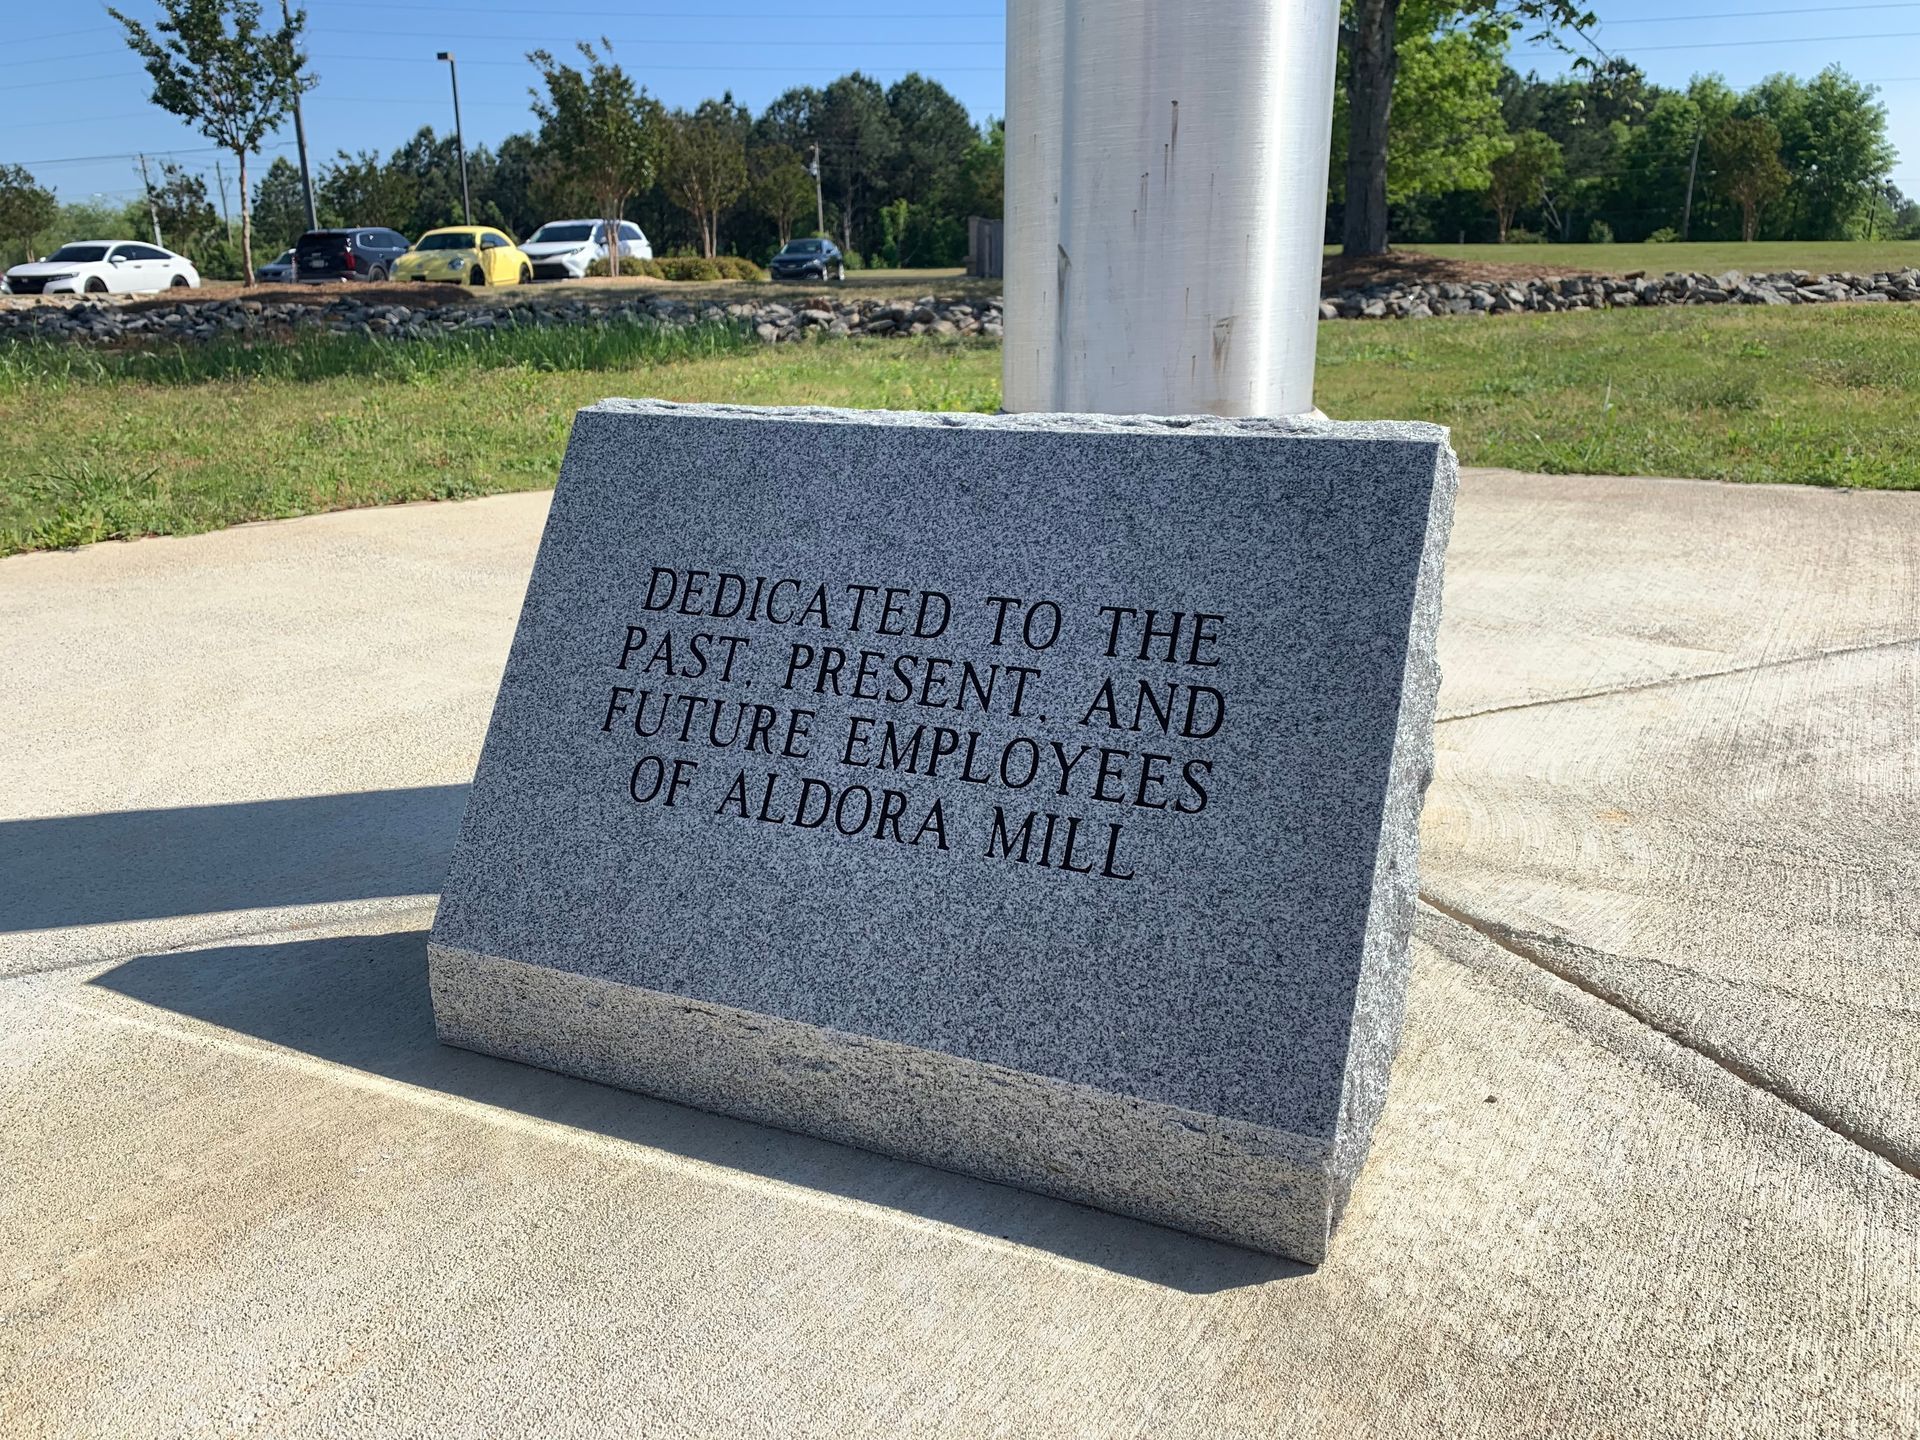 DEDICATED TO THE
PAST, PRESENT, AND
FUTURE EMPLOYEES
OF ALDORA MILL